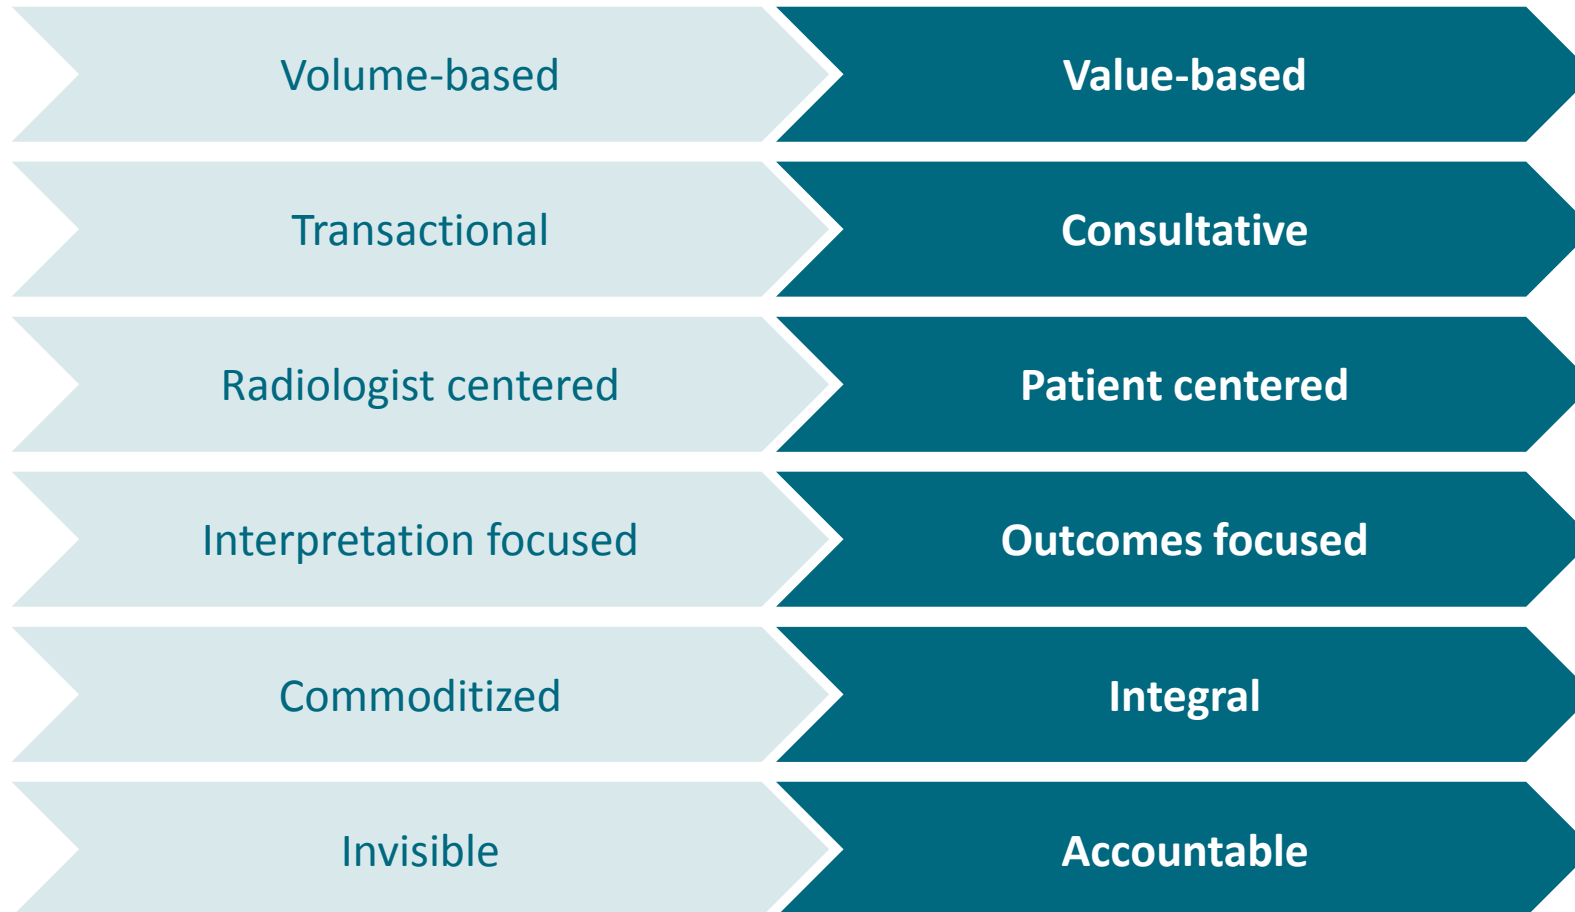 Volume-based
Value-based
Transactional
Consultative
Radiologist centered
Patient centered
Interpretation focused
Outcomes focused
Commoditized
Integral
Invisible
Accountable